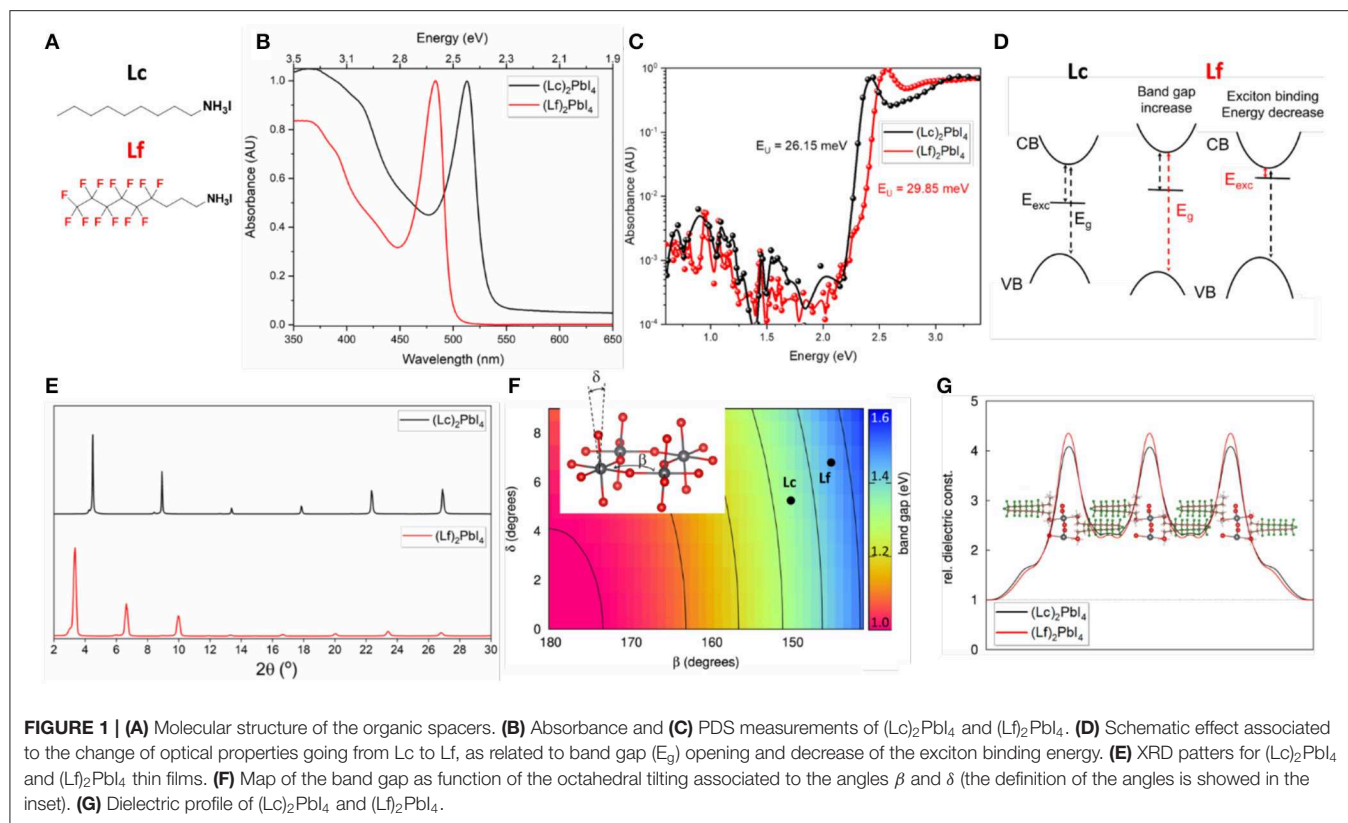 A
Lc
NH3I
Lf
F F F F F F
F
F
F F F F F F
NH3I
B
Energy (eV)
3.5 3.1 2.8 2.6 2.4 2.3 2.1 2.0 1.9
(Lc)2PbI4
(Lf)2PbI4
Absorbance (AU)
1.0
0.8
0.6
0.4
0.2
0.0
350 400 450 500 550 600 650
Wavelength (nm)
C
10^0
10^-1
10^-2
10^-3
10^-4
Absorbance (AU)
(Lc)2PbI4
(Lf)2PbI4
EU = 26.15 meV
EU = 29.85 meV
1.0 1.5 2.0 2.5 3.0
Energy (eV)
D
Lc
Lf
Band gap
increase
Exciton binding
Energy decrease
CB
CB
Eexc
Eg
Eg
Eexc
VB
VB
E
(Lc)2PbI4
(Lf)2PbI4
2 4 6 8 10 12 14 16 18 20 22 24 26 28 30
2θ (º)
F
δ
β
δ (degrees)
8
6
4
2
0
180 170 160 150
β (degrees)
Lc
Lf
1.6
1.4
1.2
1.0
band gap (eV)
G
rel. dielectric const.
5
4
3
2
1
0
(Lc)2PbI4
(Lf)2PbI4
FIGURE 1 | (A) Molecular structure of the organic spacers. (B) Absorbance and (C) PDS measurements of (Lc)2PbI4 and (Lf)2PbI4. (D) Schematic effect associated
to the change of optical properties going from Lc to Lf, as related to band gap (Eg) opening and decrease of the exciton binding energy. (E) XRD patters for (Lc)2PbI4
and (Lf)2PbI4 thin films. (F) Map of the band gap as function of the octahedral tilting associated to the angles β and δ (the definition of the angles is showed in the
inset). (G) Dielectric profile of (Lc)2PbI4 and (Lf)2PbI4.